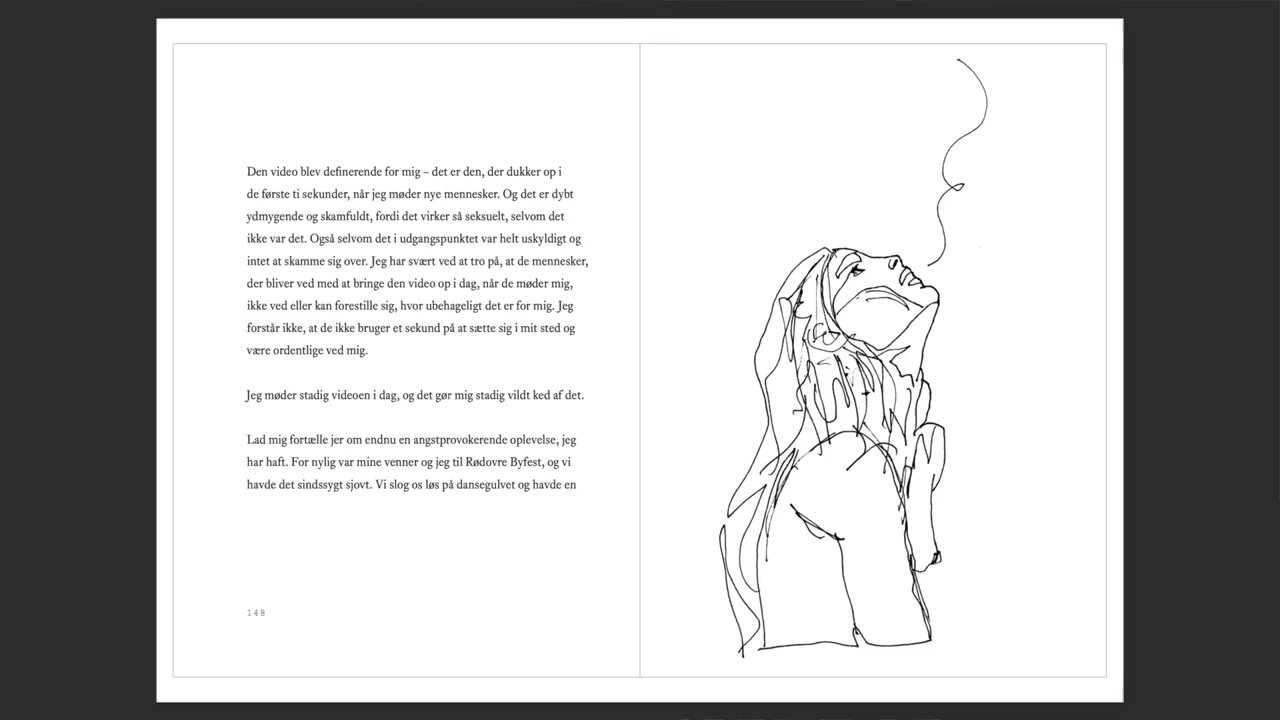 Den video blev definerende for mig – det er den, der dukker op i
de første ti sekunder, når jeg møder nye mennesker. Og det er dybt
ydmygende og skamfuldt, fordi det virker så seksuelt, selvom det
ikke var det. Også selvom det i udgangspunktet var helt uskyldigt og
intet at skamme sig over. Jeg har svært ved at tro på, at de mennesker,
der bliver ved med at bringe den video op i dag, når de møder mig,
ikke ved eller kan forestille sig, hvor ubehageligt det er for mig. Jeg
forstår ikke, at de ikke bruger et sekund på at sætte sig i mit sted og
være ordentlige ved mig.
Jeg møder stadig videoen i dag, og det gør mig stadig vildt ked af det.
Lad mig fortælle jer om endnu en angstprovokerende oplevelse, jeg
har haft. For nylig var mine venner og jeg til Rødovre Byfest, og vi
havde det sindssygt sjovt. Vi slog os løs på dansegulvet og havde en
148